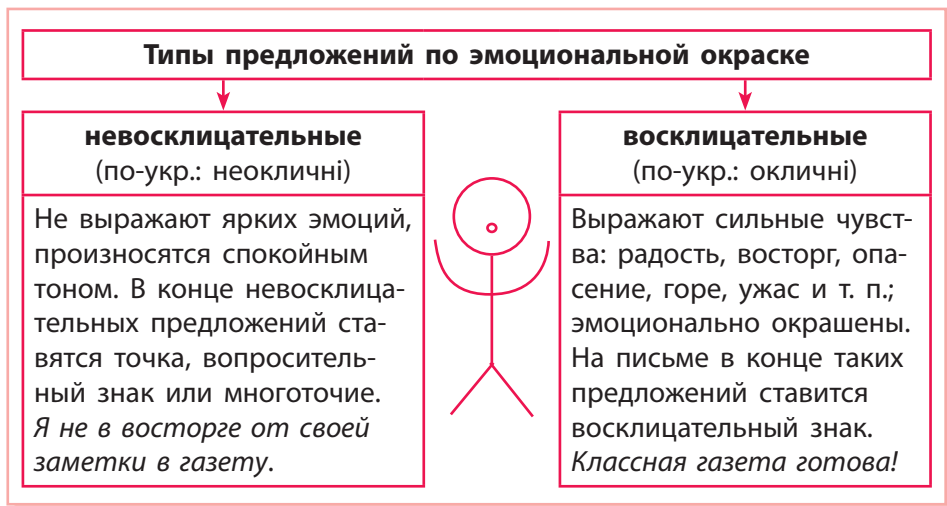 Типы предложений по эмоциональной окраске
невосклицательные
(по-укр.: неокличні)
Не выражают ярких эмоций,
произносятся спокойным
тоном. В конце невосклица-
тельных предложений ста-
вятся точка, вопроситель-
ный знак или многоточие.
Я не в восторге от своей
заметки в газету.
восклицательные
(по-укр.: окличні)
Выражают сильные чувст-
ва: радость, восторг, опа-
сение, горе, ужас и т. п.;
эмоционально окрашены.
На письме в конце таких
предложений ставится
восклицательный знак.
Классная газета готова!